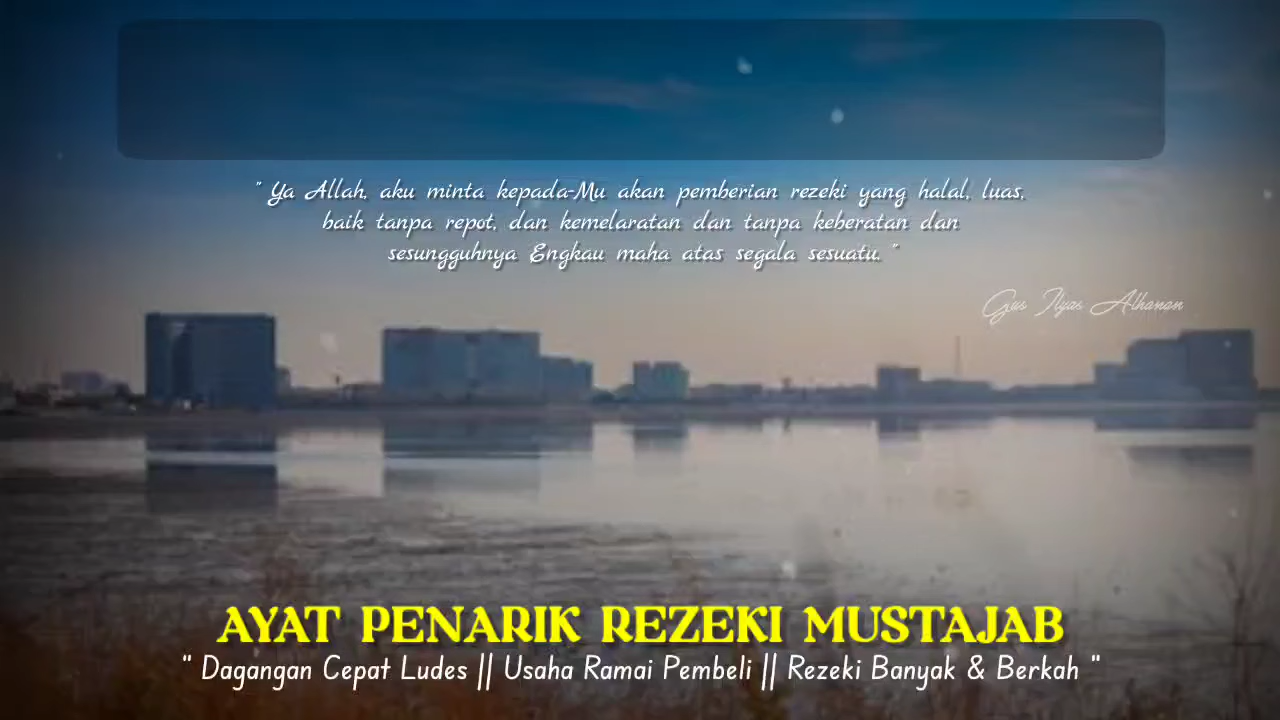 " Ya Allah, aku minta kepada-Mu akan pemberian rezeki yang halal, luas,
baik tanpa repot, dan kemelaratan dan tanpa keberatan dan
sesungguhnya Engkau maha atas segala sesuatu. "
Gus Ilyas Alhanan
AYAT PENARIK REZEKI MUSTAJAB
" Dagangan Cepat Ludes || Usaha Ramai Pembeli || Rezeki Banyak & Berkah "